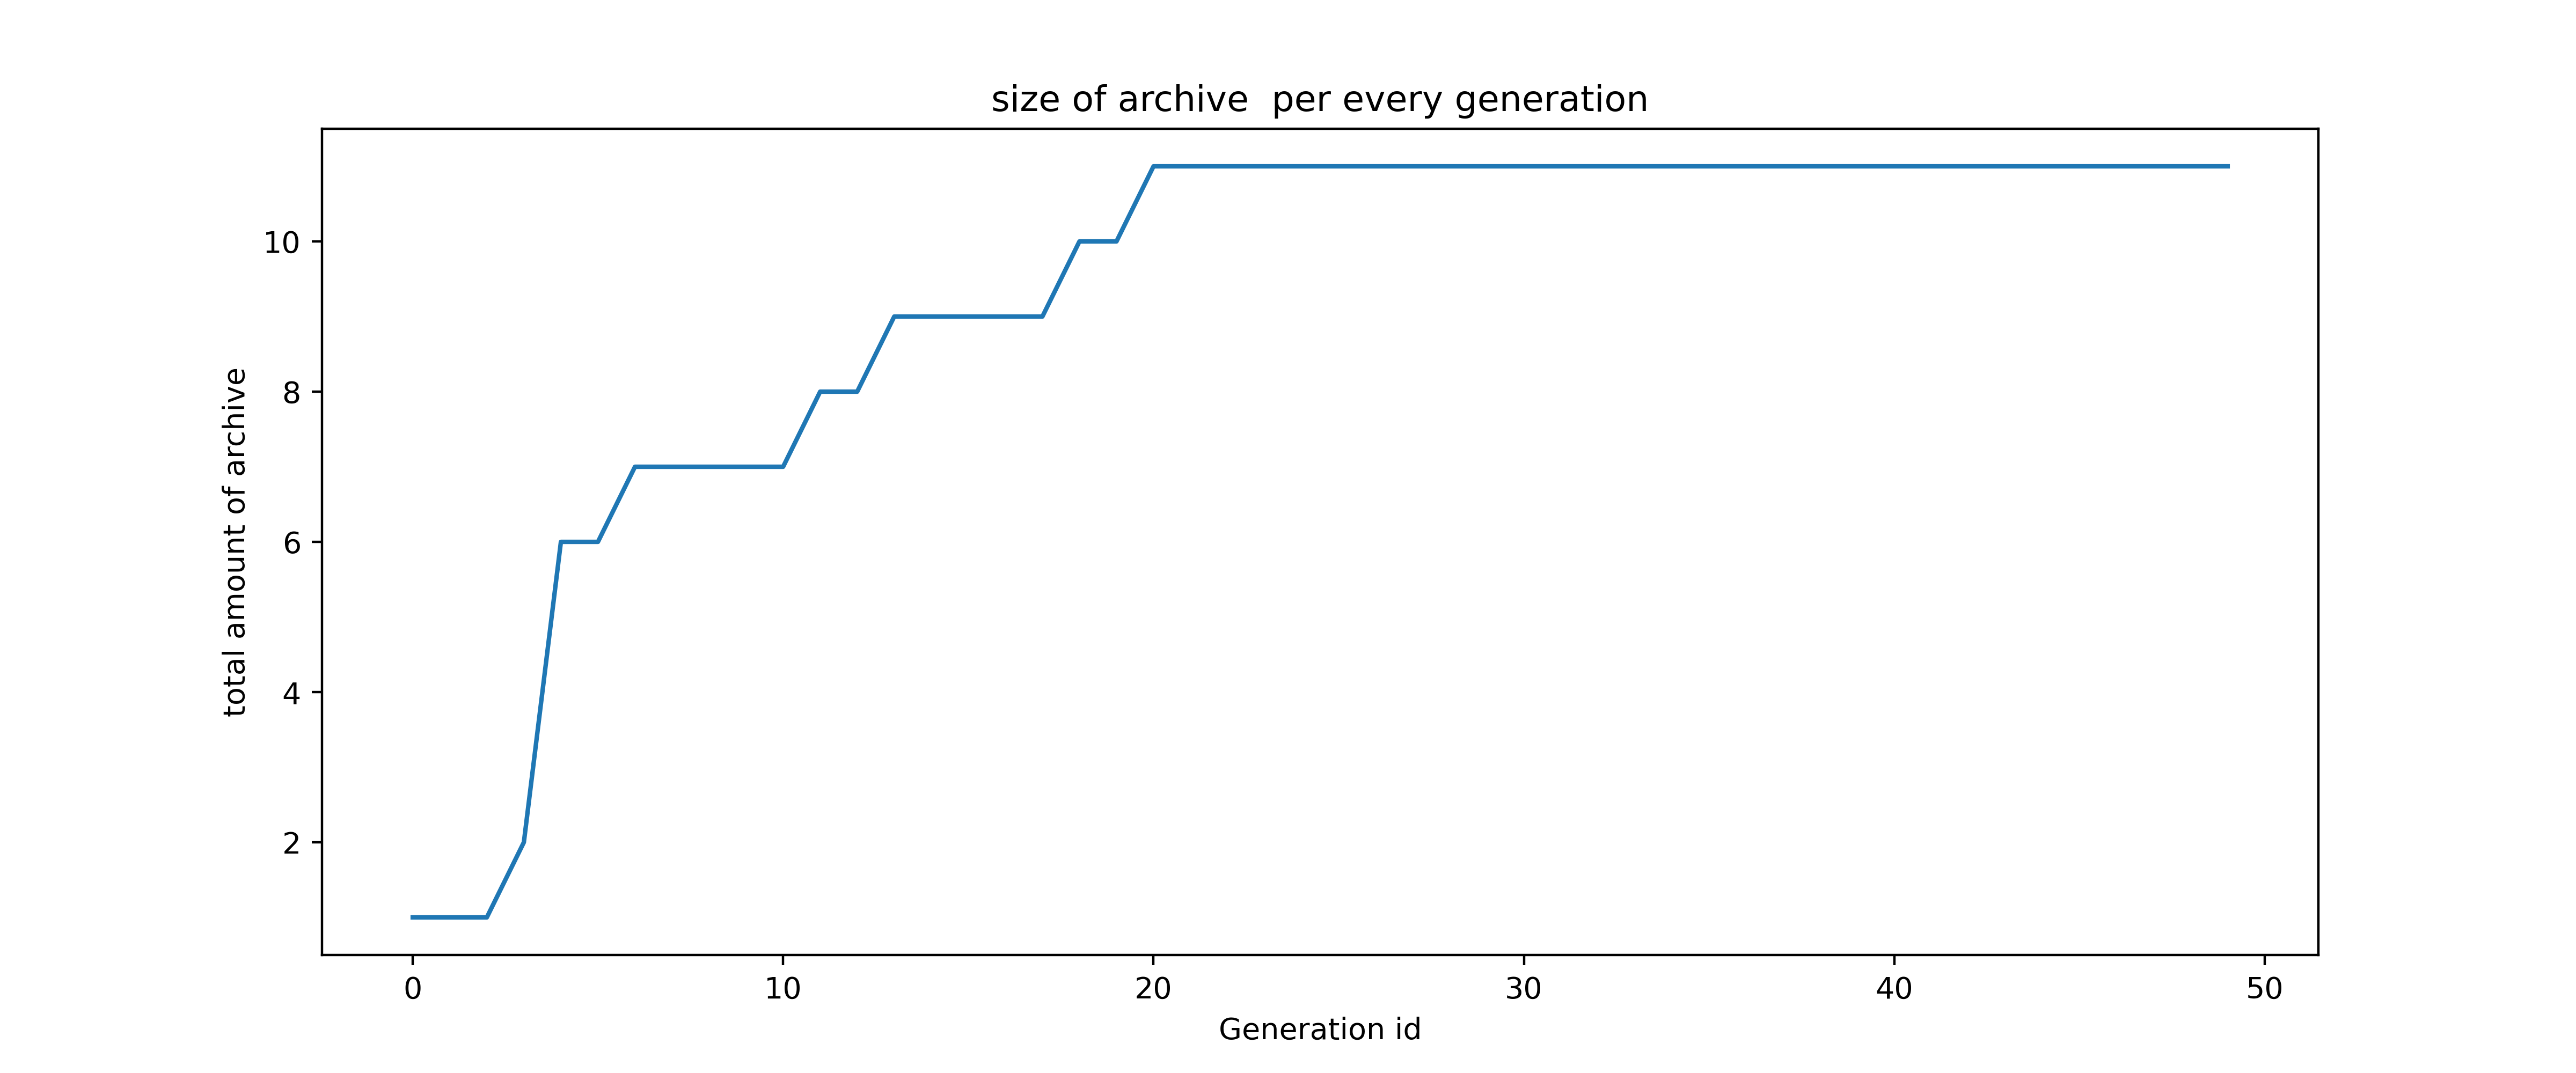 size of archive  per every generation
total amount of archive
10
8
6
4
2
0 10 20 30 40 50
Generation id